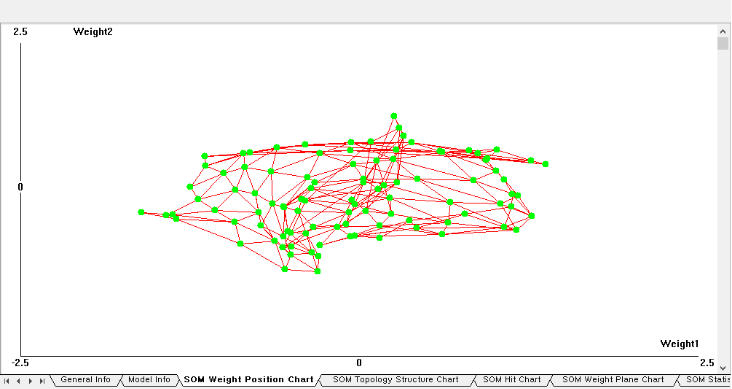 2.5 Weight2
0
Weight1
-2.5 0 2.5
General Info Model Info SOM Weight Position Chart SOM Topology Structure Chart SOM Hit Chart SOM Weight Plane Chart SOM Statis